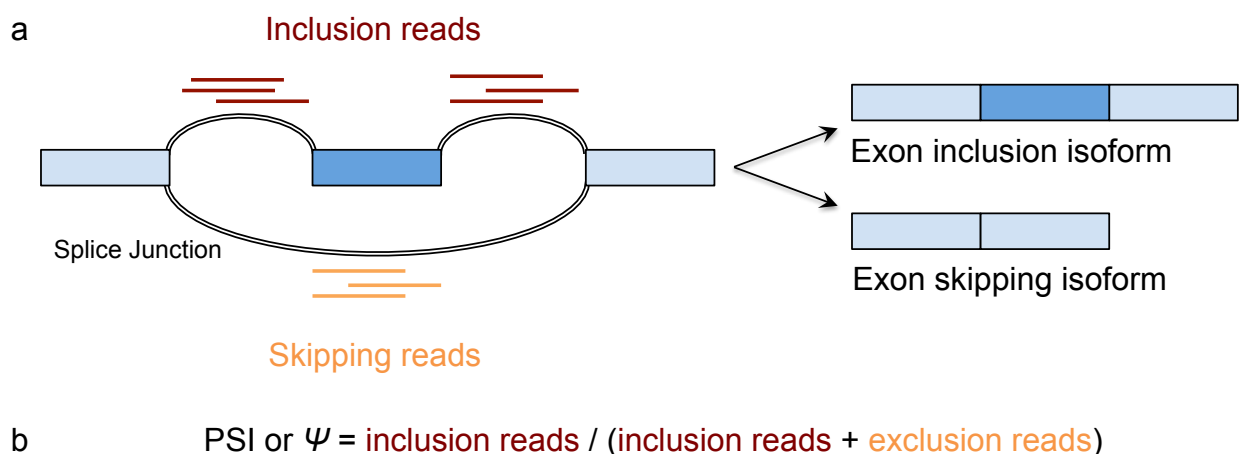 a
Inclusion reads
Exon inclusion isoform
Splice Junction
Exon skipping isoform
Skipping reads
b PSI or Ψ = inclusion reads / (inclusion reads + exclusion reads)